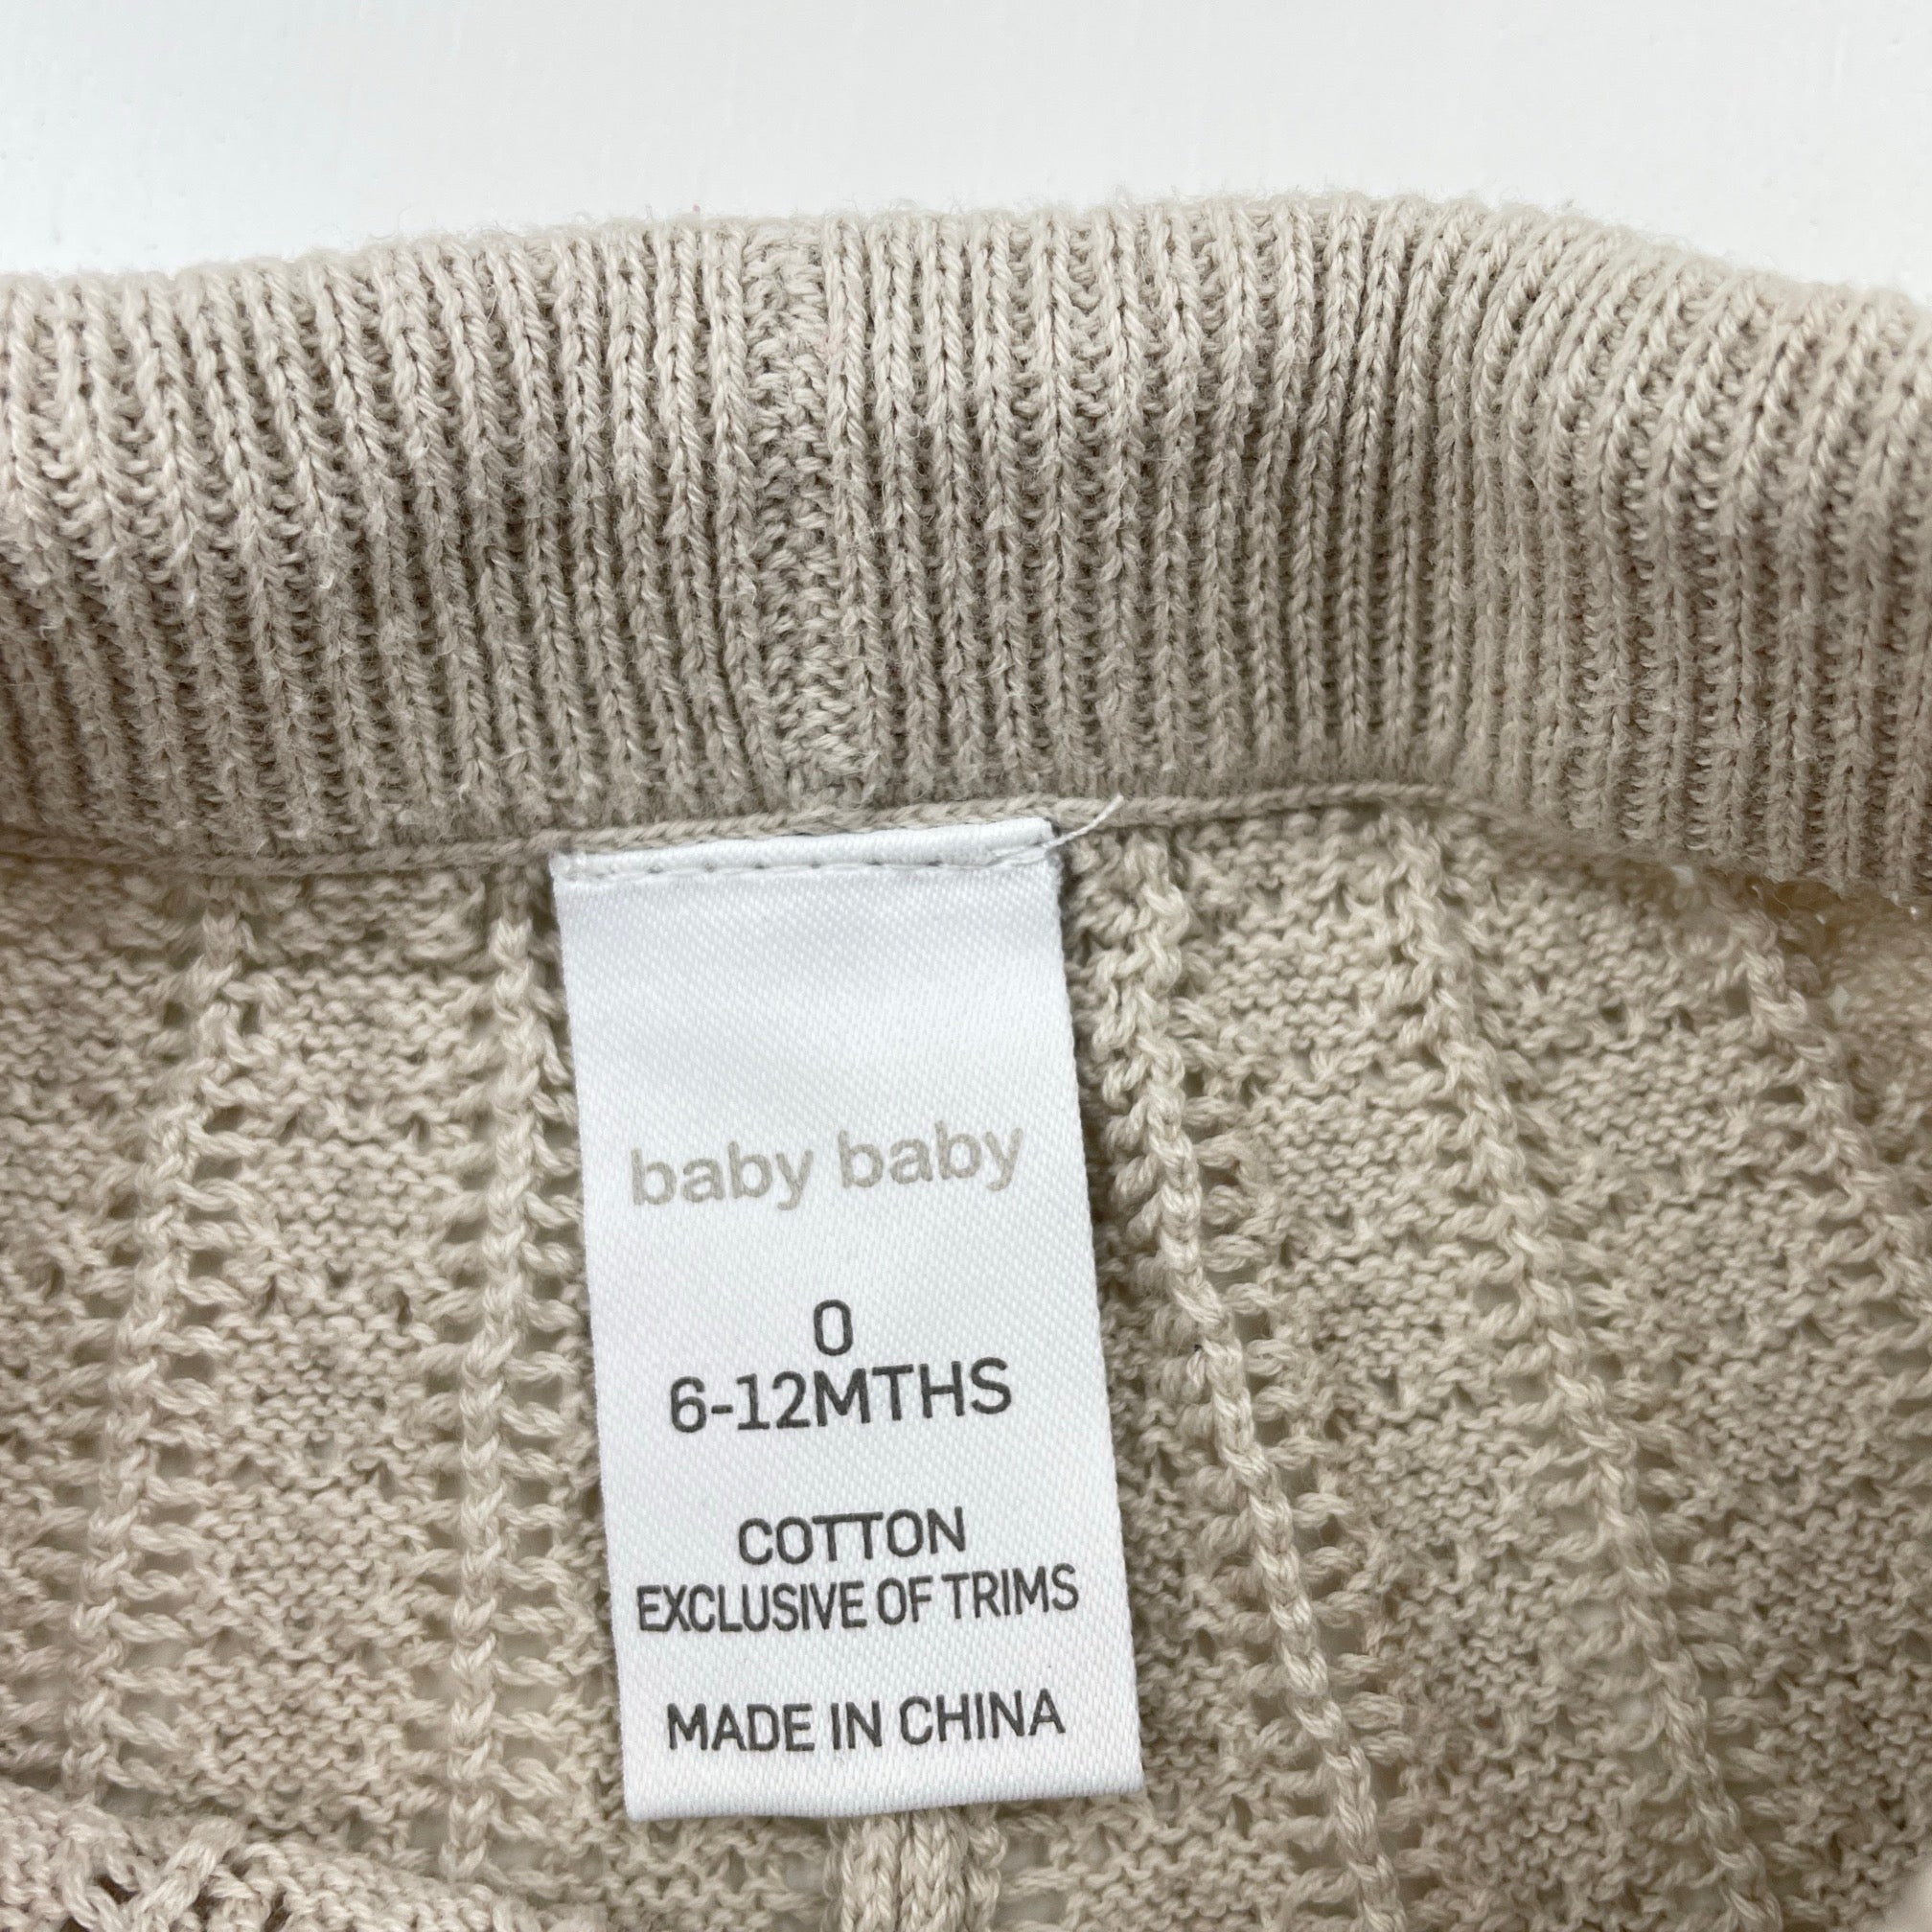 baby baby
0
6-12MTHS
COTTON
EXCLUSIVE OF TRIMS
MADE IN CHINA